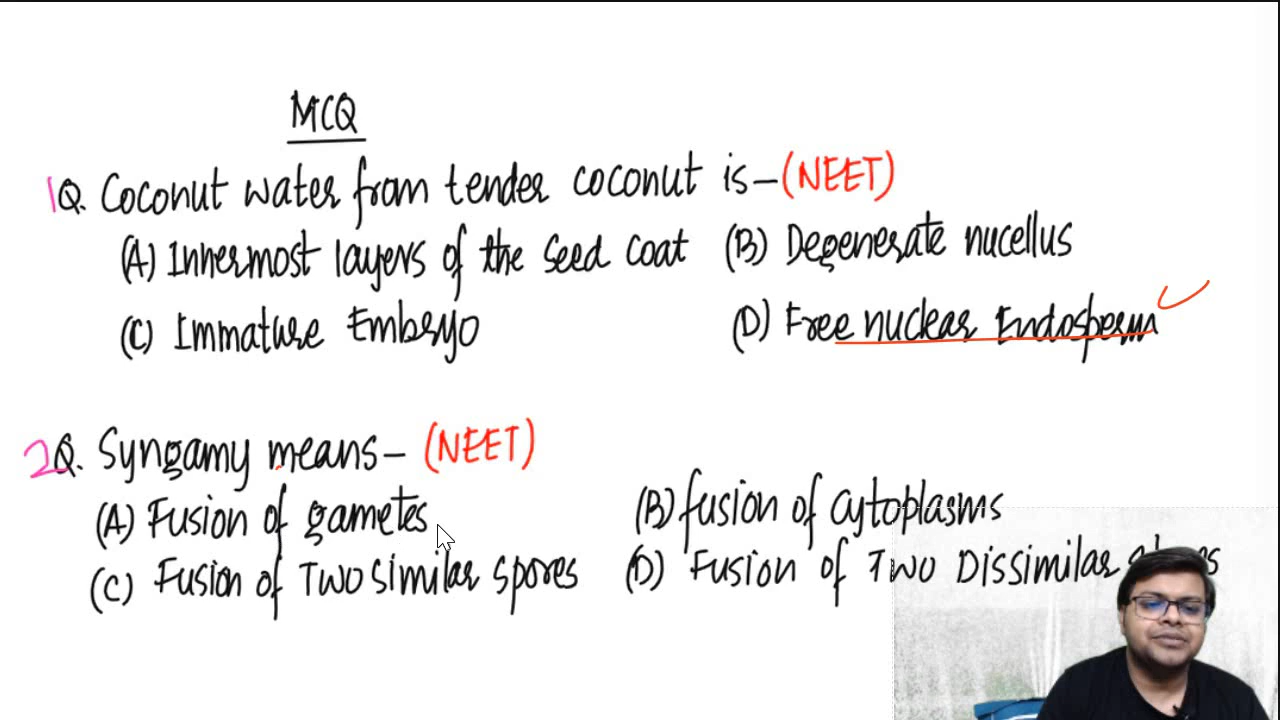 MCQ
1Q. Coconut water from tender coconut is-(NEET)
(A) Innermost layers of the seed coat (B) Degenerate nucellus
(C) Immature Embryo (D) Free nuclear Endosperm
2Q. Syngamy means- (NEET)
(A) Fusion of gametes (B) fusion of cytoplasms
(C) Fusion of Two similar spores (D) Fusion of Two Dissimilar